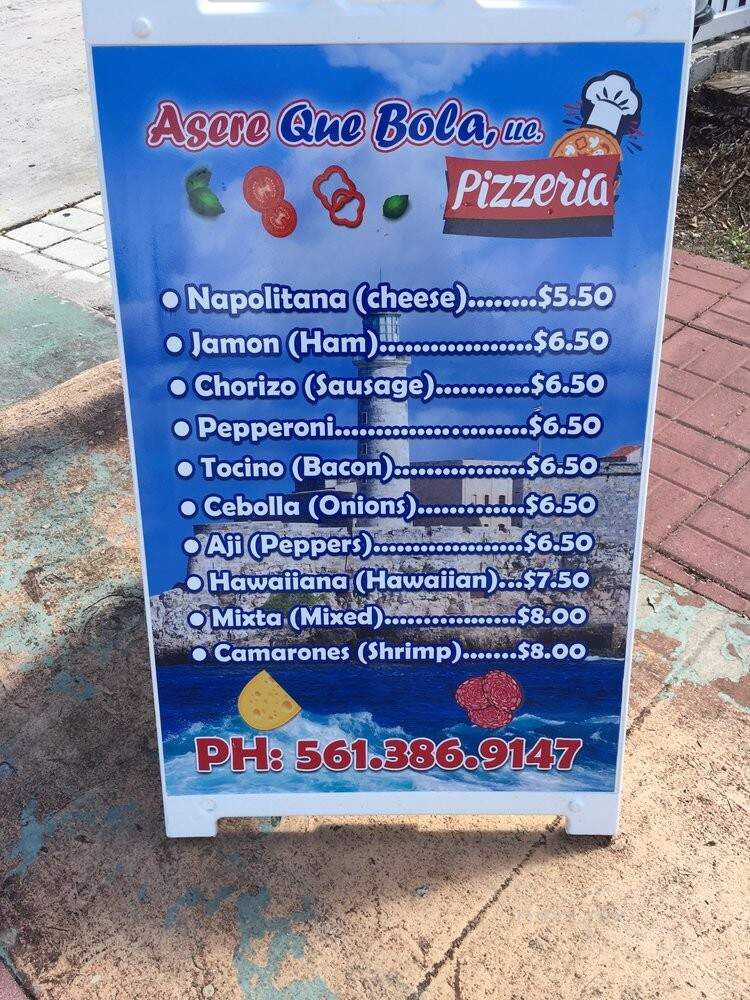 Asere Que Bola, LLC.
Pizzeria
● Napolitana (cheese)........$5.50
● Jamon (Ham)..................$6.50
● Chorizo (Sausage)...........$6.50
● Pepperoni.......................$6.50
● Tocino (Bacon)...............$6.50
● Cebolla (Onions).............$6.50
● Aji (Peppers)..................$6.50
● Hawaiiana (Hawaiian)...$7.50
● Mixta (Mixed)................$8.00
● Camarones (Shrimp).......$8.00
PH: 561.386.9147